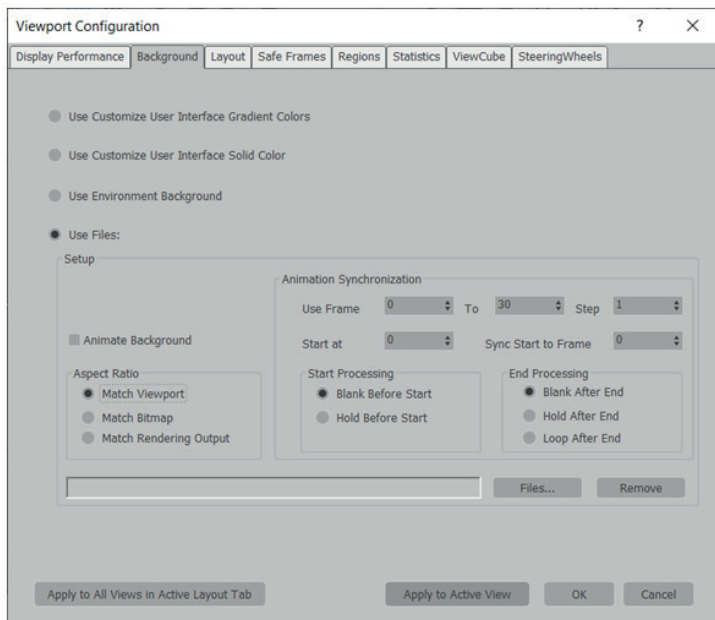 Viewport Configuration ? ×
Display Performance Background Layout Safe Frames Regions Statistics ViewCube SteeringWheels
Use Customize User Interface Gradient Colors
Use Customize User Interface Solid Color
Use Environment Background
Use Files:
Setup
Animation Synchronization
Use Frame 0 To 30 Step 1
Animate Background
Start at 0 Sync Start to Frame 0
Aspect Ratio
Match Viewport
Match Bitmap
Match Rendering Output
Start Processing
Blank Before Start
Hold Before Start
End Processing
Blank After End
Hold After End
Loop After End
Files... Remove
Apply to All Views in Active Layout Tab Apply to Active View OK Cancel